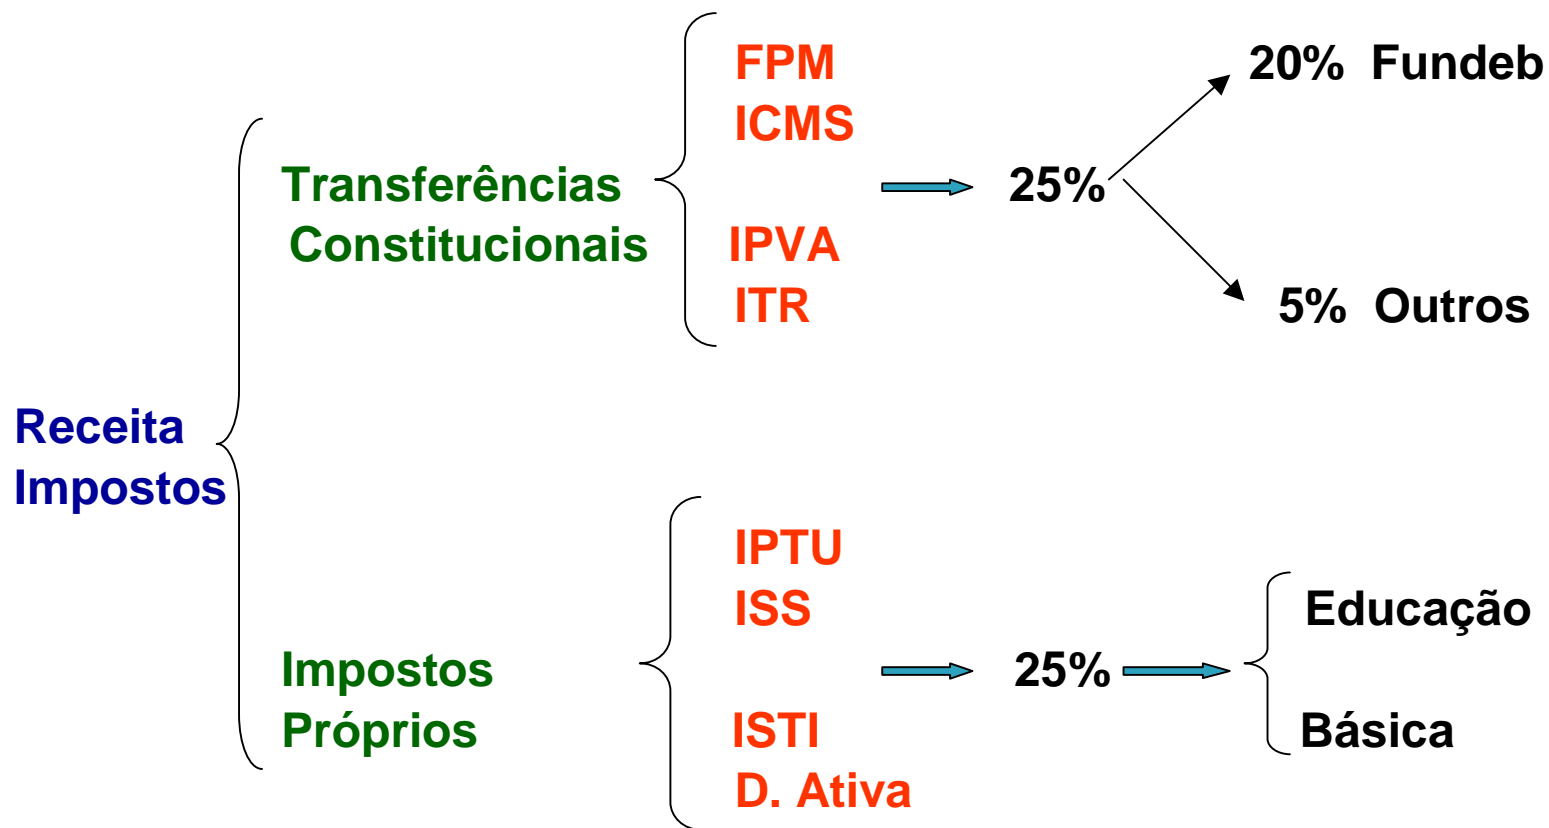 Receita
Impostos
Transferências
Constitucionais
FPM
ICMS
IPVA
ITR
25%
20% Fundeb
5% Outros
Impostos
Próprios
IPTU
ISS
ISTI
D. Ativa
25%
Educação
Básica